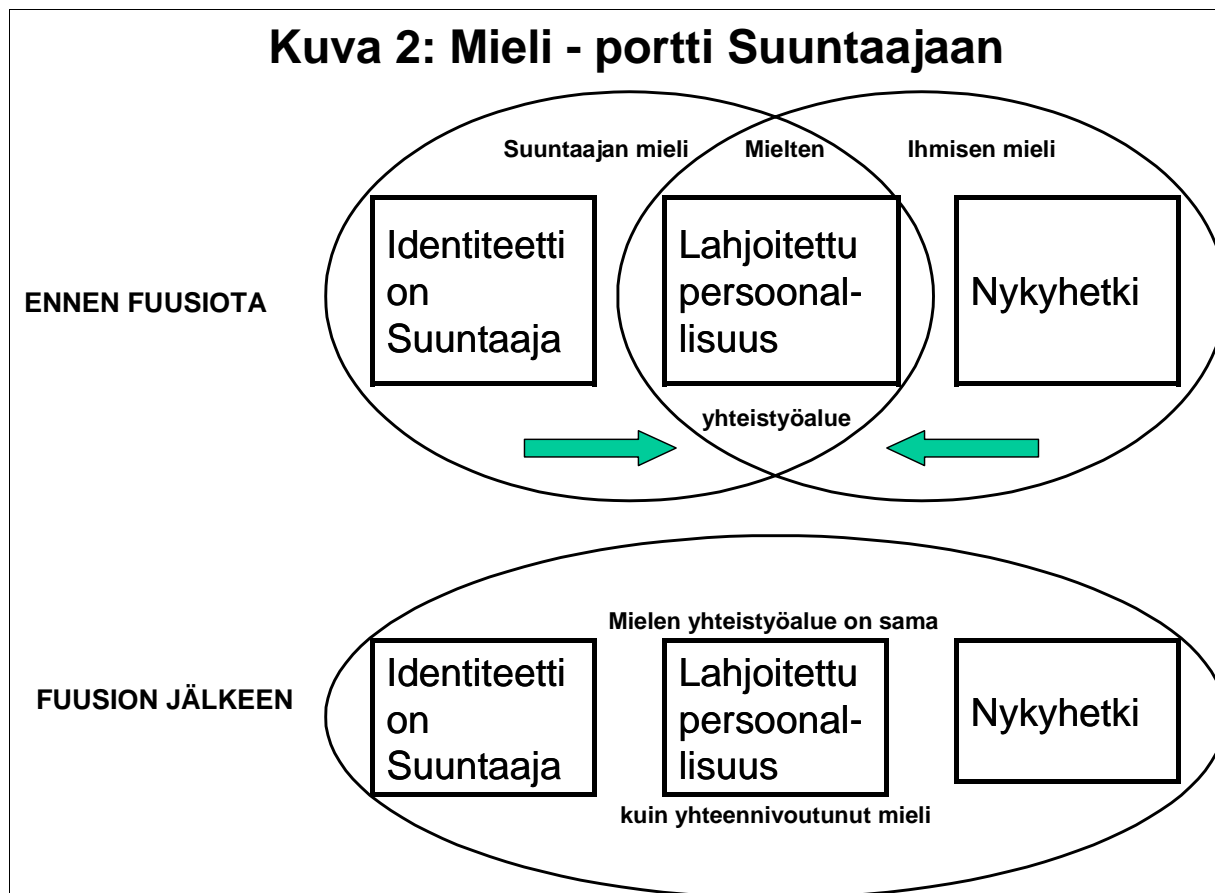 Kuva 2: Mieli - portti Suuntaajaan
Suuntaajan mieli
Mielten
Ihmisen mieli
ENNEN FUUSIOTA
Identiteetti
on
Suuntaaja
Lahjoitettu
persoonal-
lisuus
Nykyhetki
yhteistyöalue
Mielen yhteistyöalue on sama
FUUSION JÄLKEEN
Identiteetti
on
Suuntaaja
Lahjoitettu
persoonal-
lisuus
Nykyhetki
kuin yhteennivoutunut mieli